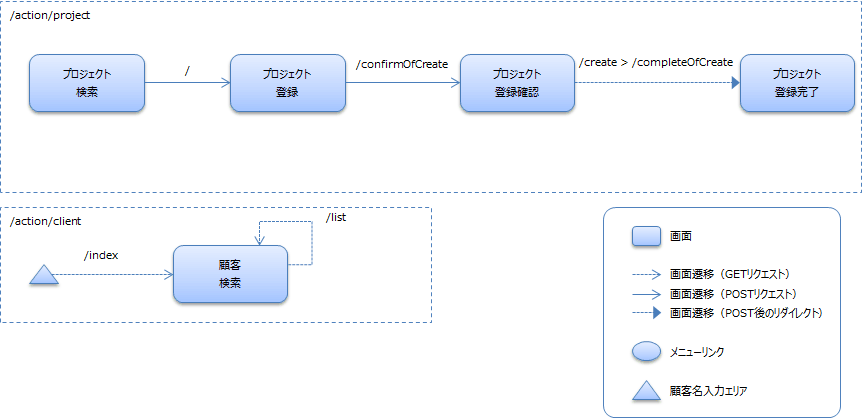 /action/project
プロジェクト
検索
/
プロジェクト
登録
/confirmOfCreate
プロジェクト
登録確認
/create > /completeOfCreate
プロジェクト
登録完了
/action/client
/index
顧客
検索
/list
画面
画面遷移（GETリクエスト）
画面遷移（POSTリクエスト）
画面遷移（POST後のリダイレクト）
メニューリンク
顧客名入力エリア